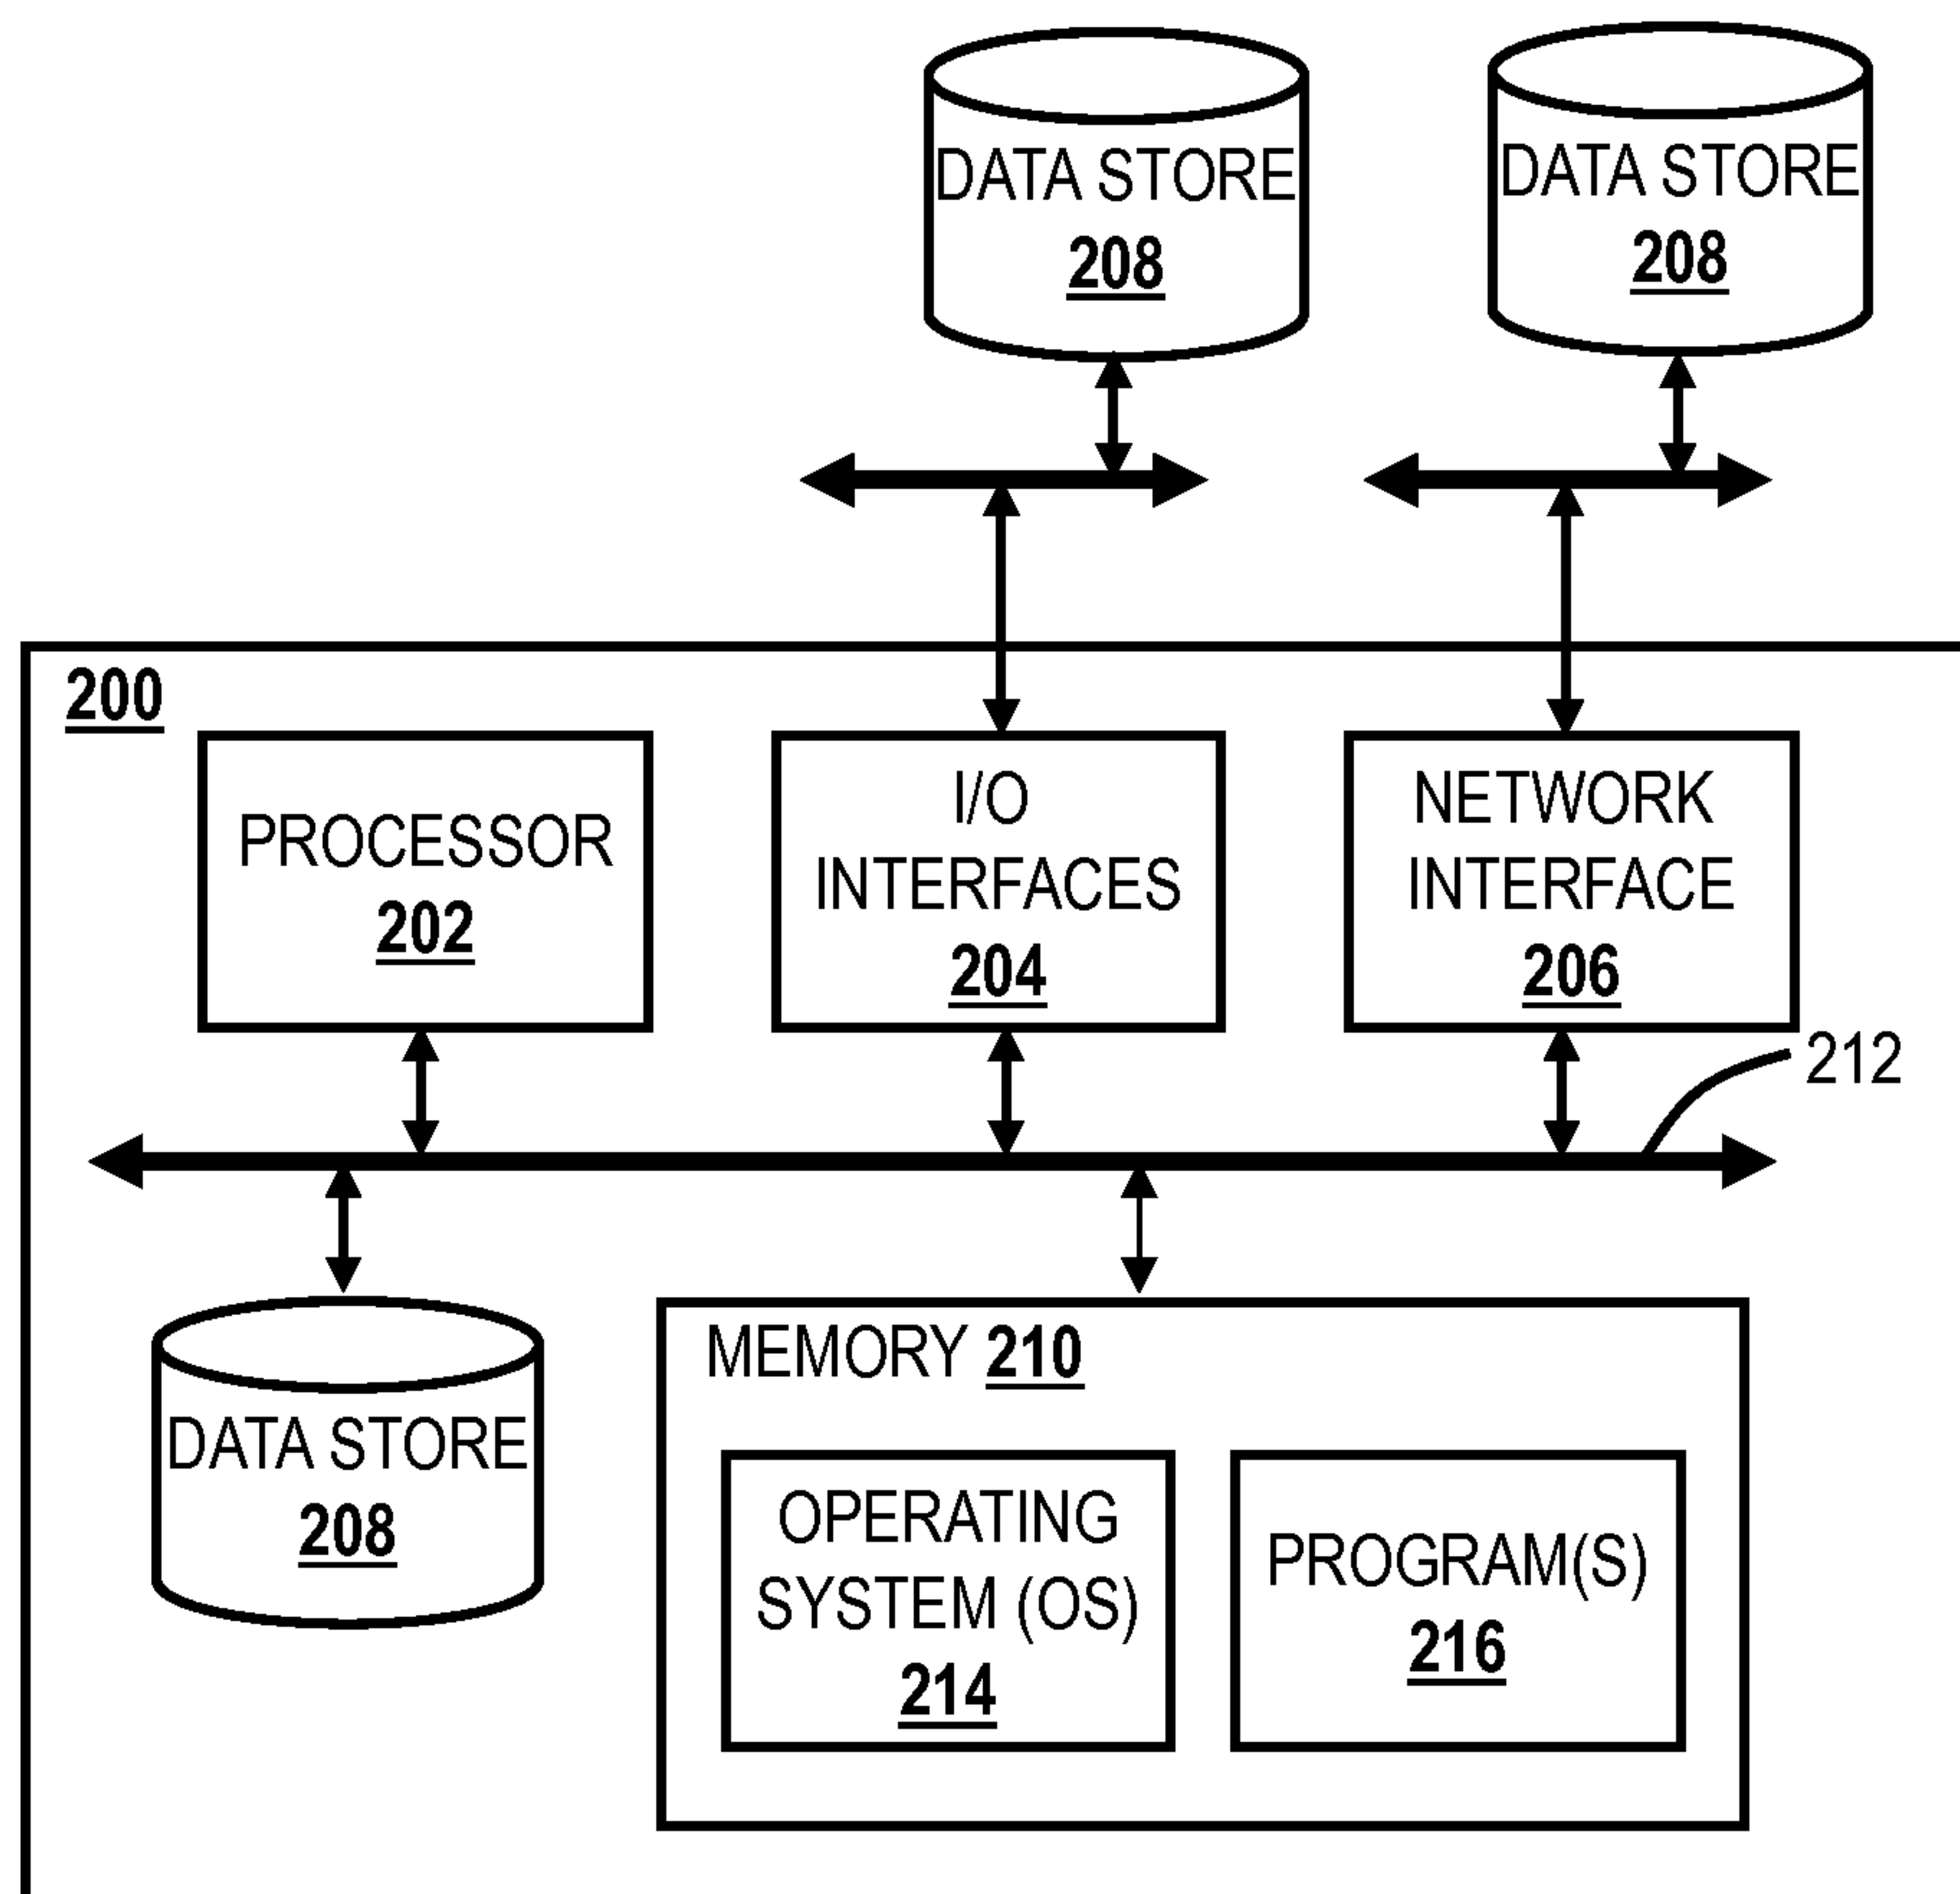 DATA STORE
208
DATA STORE
208
200
PROCESSOR
202
I/O
INTERFACES
204
NETWORK
INTERFACE
206
212
DATA STORE
208
MEMORY 210
OPERATING
SYSTEM (OS)
214
PROGRAM(S)
216